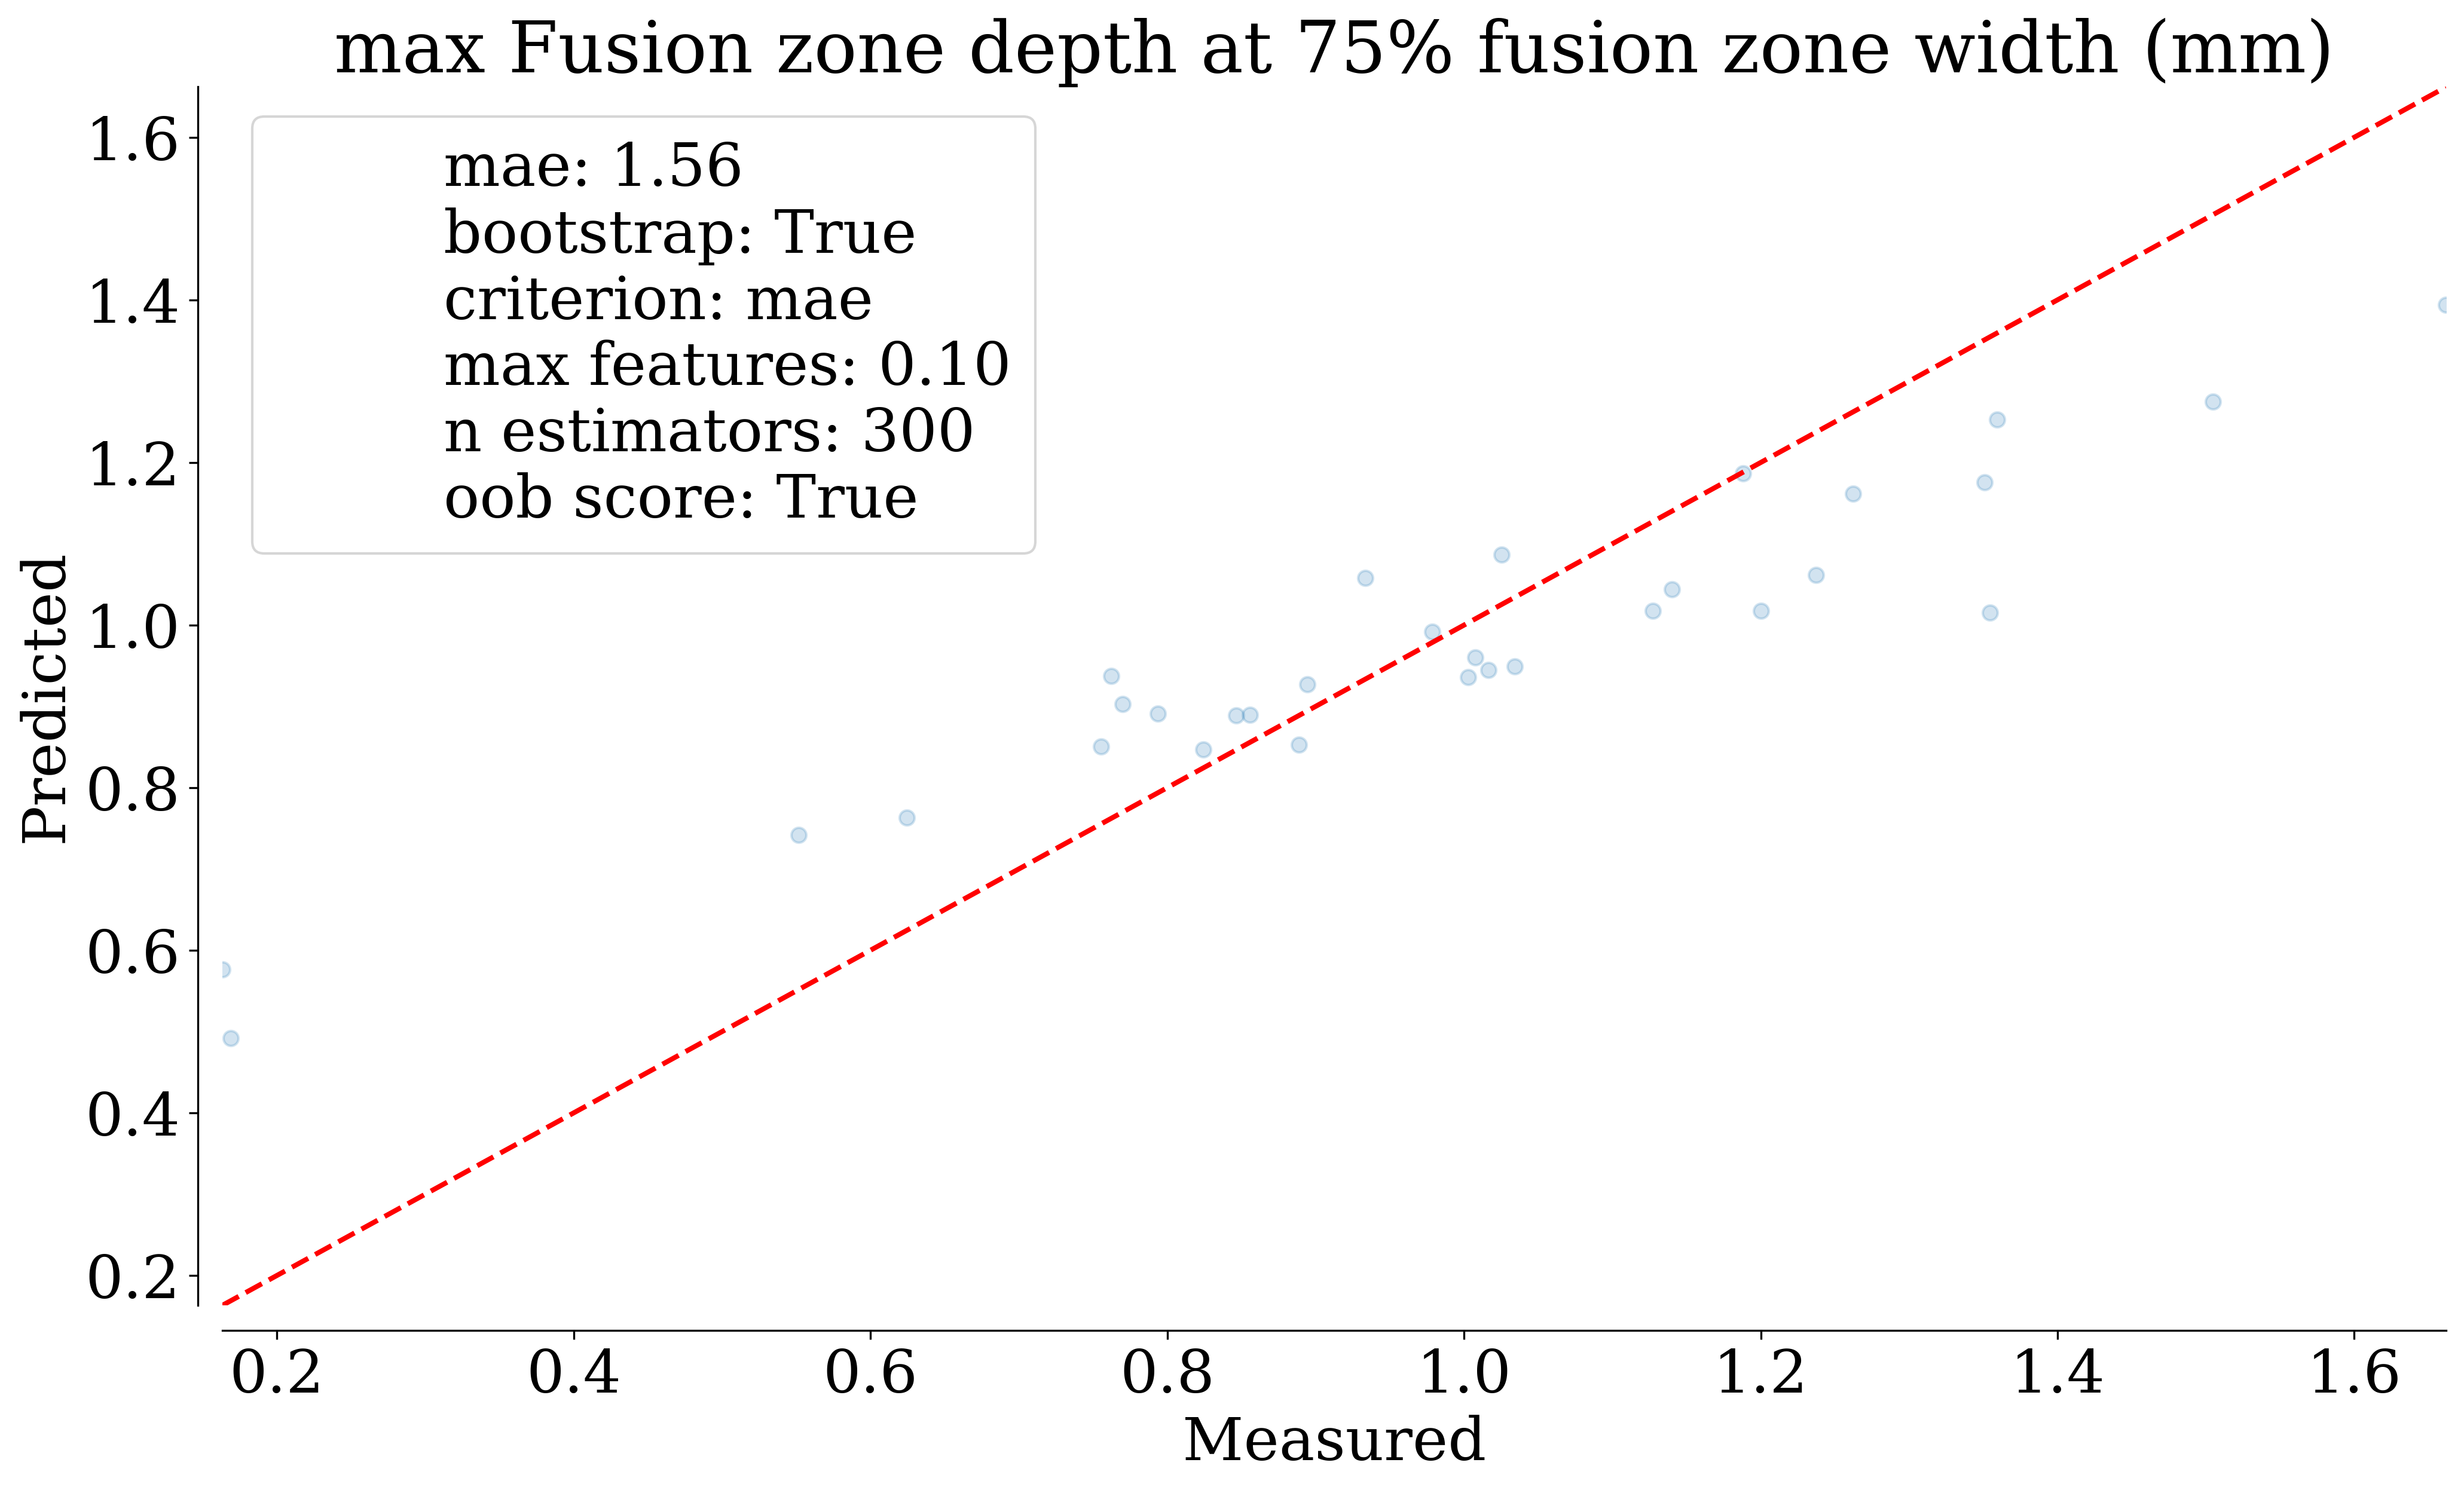 max Fusion zone depth at 75% fusion zone width (mm)
mae: 1.56
bootstrap: True
criterion: mae
max features: 0.10
n estimators: 300
oob score: True
Predicted
1.6
1.4
1.2
1.0
0.8
0.6
0.4
0.2
0.2 0.4 0.6 0.8 1.0 1.2 1.4 1.6
Measured